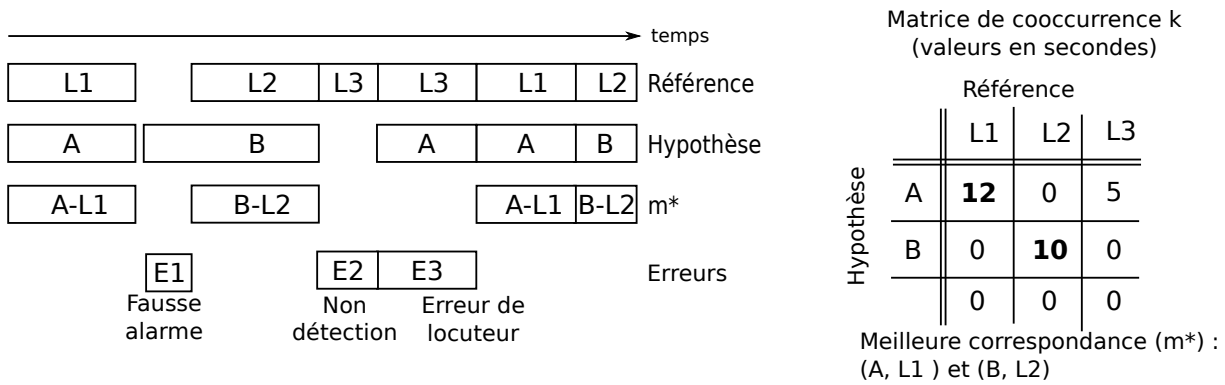 temps
L1 L2 L3 L3 L1 L2 Référence
A B A A B Hypothèse
A-L1 B-L2 A-L1 B-L2 m*
E1 E2 E3 Erreurs
Fausse alarme
Non détection
Erreur de locuteur
Matrice de cooccurrence k
(valeurs en secondes)
Référence
L1 L2 L3
Hypothèse
A 12 0 5
B 0 10 0
0 0 0
Meilleure correspondance (m*) :
(A, L1 ) et (B, L2)